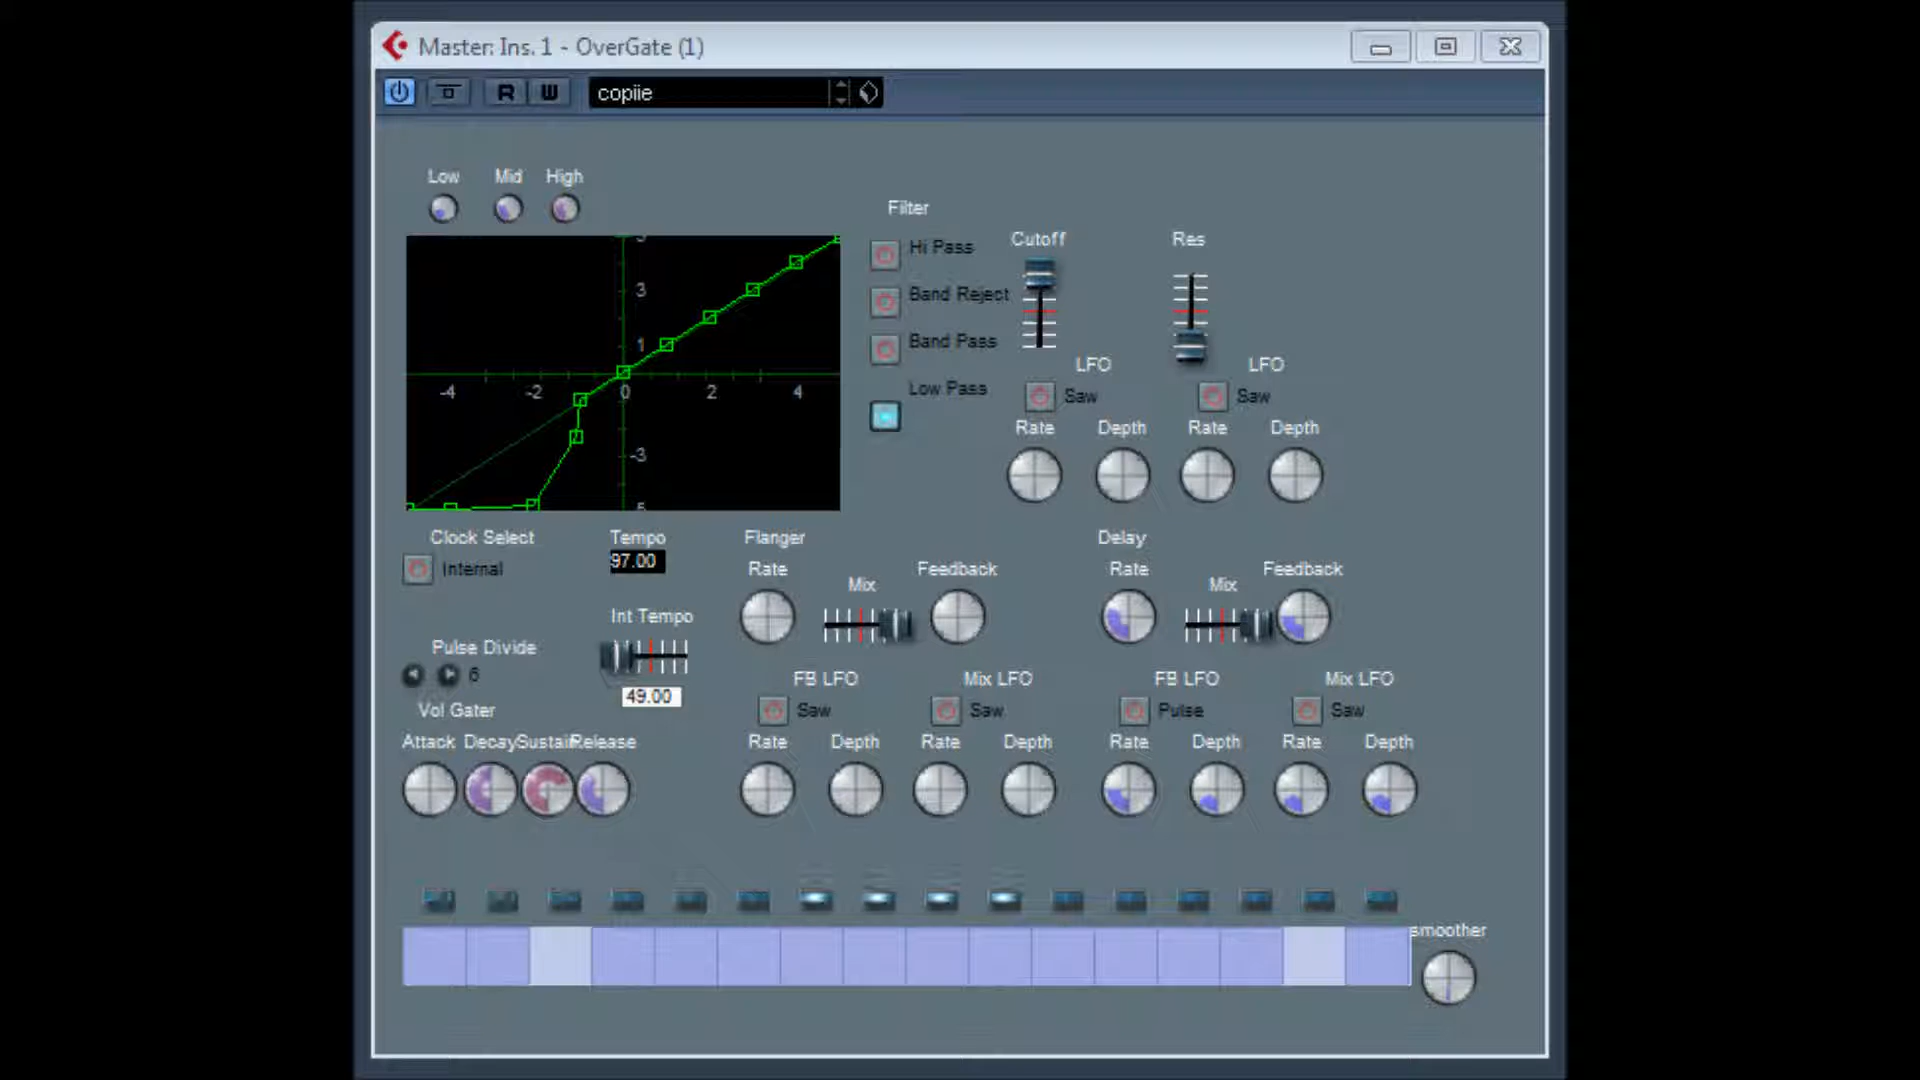 Master: Ins. 1 - OverGate (1)
R W copiie
Low Mid High
Filter
Hi Pass Cutoff Res
Band Reject
Band Pass
Low Pass
LFO LFO
Saw Saw
Rate Depth Rate Depth
3
1
-4 -2 0 2 4
-3
Clock Select Tempo Flanger Delay
Internal 97.00
Rate Mix Feedback Rate Mix Feedback
Int Tempo
Pulse Divide
6
49.00
FB LFO Mix LFO FB LFO Mix LFO
Vol Gater Saw Saw Pulse Saw
Attack Decay Sustain Release Rate Depth Rate Depth Rate Depth Rate Depth
smoother